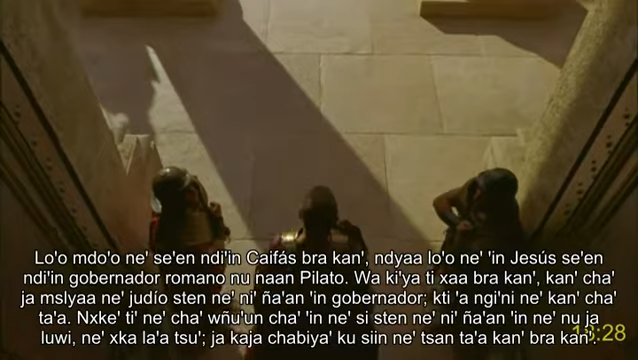 Lo'o mdo'o ne' se'en ndi'in Caifás bra kan', ndyaa lo'o ne' 'in Jesús se'en
ndi'in gobernador romano nu naan Pilato. Wa ki'ya ti xaa bra kan', kan' cha'
ja mslyaa ne' judío sten ne' ni' ña'an 'in gobernador; kti 'a ngi'ni ne' kan' cha'
ta'a. Nxke' ti' ne' cha' wñu'un cha' 'in ne' si sten ne' ni' ña'an 'in ne' nu ja
luwi, ne' xka la'a tsu'; ja kaja chabiya' ku siin ne' tsan ta'a kan' bra kan'.
18:28